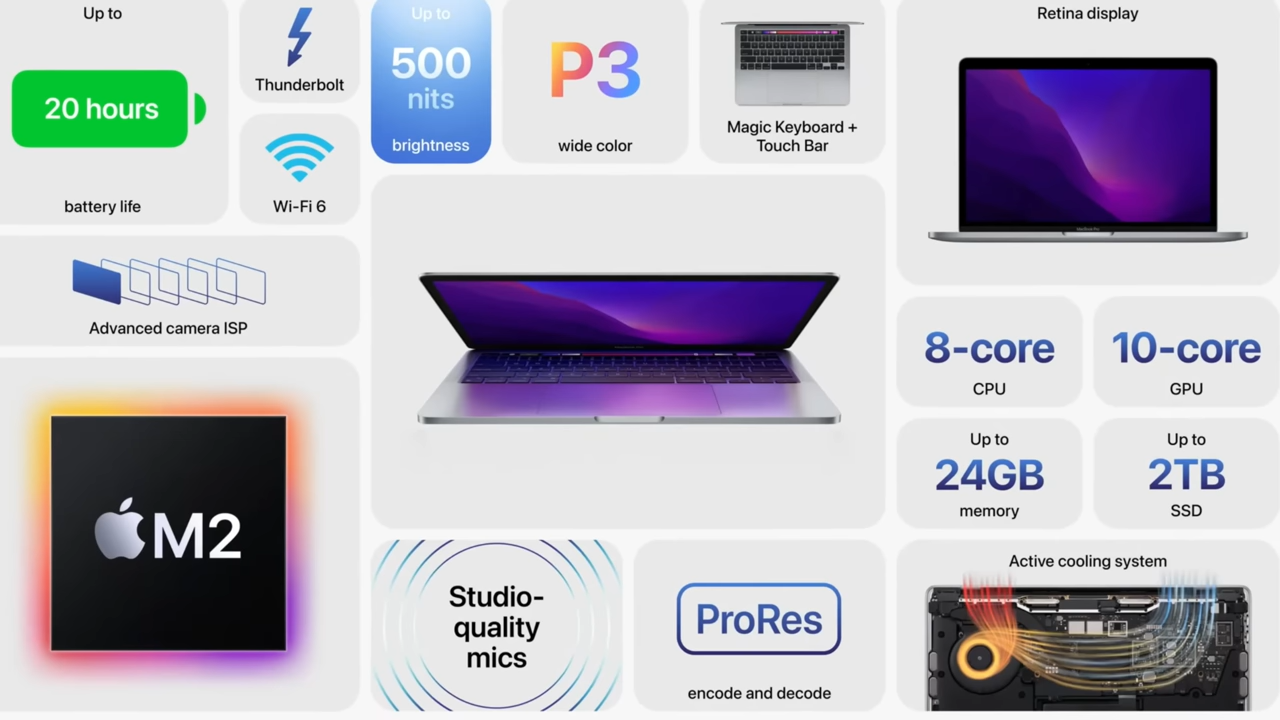 Up to
20 hours
battery life
Thunderbolt
Wi-Fi 6
Up to
500
nits
brightness
P3
wide color
Magic Keyboard +
Touch Bar
Retina display
Advanced camera ISP
M2
8-core
CPU
10-core
GPU
Up to
24GB
memory
Up to
2TB
SSD
Studio-
quality
mics
ProRes
encode and decode
Active cooling system